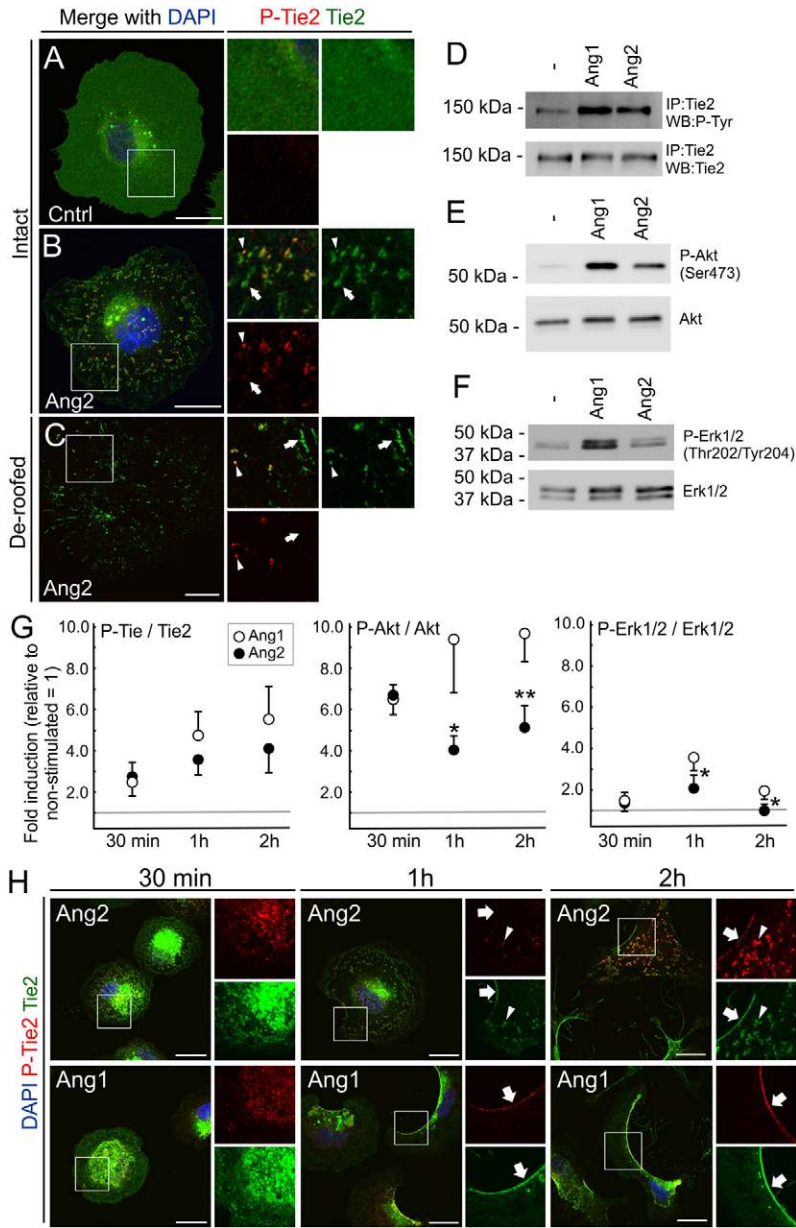 Merge with DAPI
P-Tie2 Tie2
Intact
De-roofed
A
Cntrl
B
Ang2
C
Ang2
D
-
Ang1
Ang2
150 kDa -
IP:Tie2
WB:P-Tyr
150 kDa -
IP:Tie2
WB:Tie2
E
-
Ang1
Ang2
50 kDa -
P-Akt
(Ser473)
50 kDa -
Akt
F
-
Ang1
Ang2
50 kDa -
37 kDa -
P-Erk1/2
(Thr202/Tyr204)
50 kDa -
37 kDa -
Erk1/2
G
Fold induction (relative to
non-stimulated = 1)
P-Tie / Tie2
Ang1
Ang2
10.0
8.0
6.0
4.0
2.0
30 min 1h 2h
P-Akt / Akt
10.0
8.0
6.0
4.0
2.0
*
**
30 min 1h 2h
P-Erk1/2 / Erk1/2
10.0
8.0
6.0
4.0
2.0
*
*
30 min 1h 2h
H
30 min 1h 2h
DAPI P-Tie2 Tie2
Ang2 Ang2 Ang2
Ang1 Ang1 Ang1